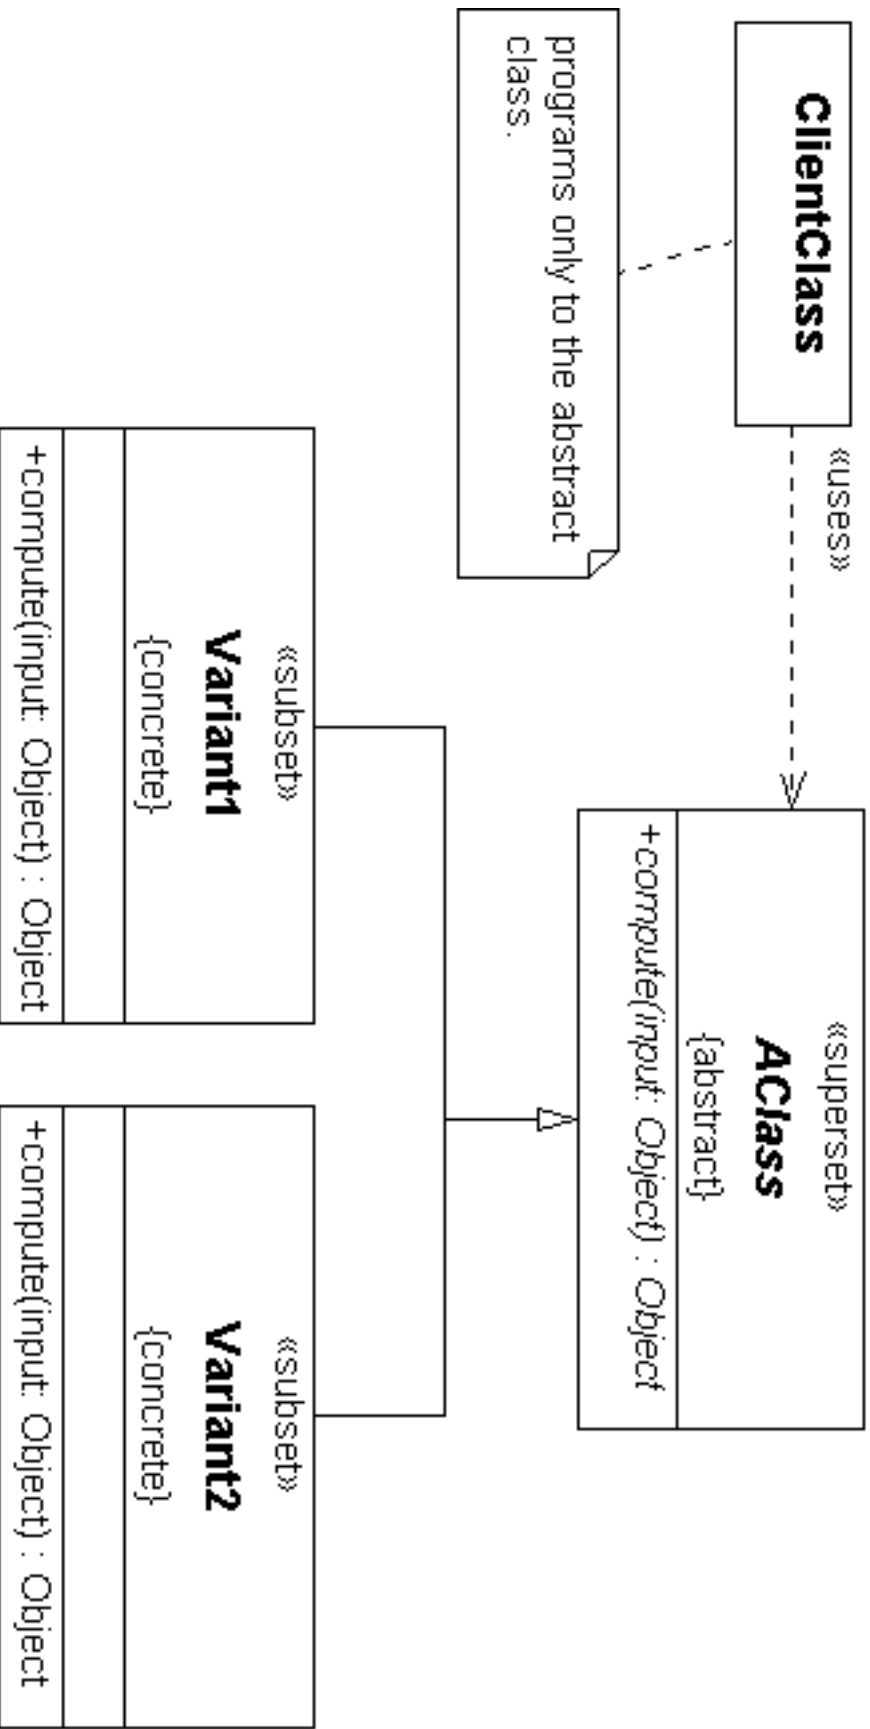 ClientClass
«uses»
programs only to the abstract
class.
«superset»
AClass
{abstract}
+compute(input: Object) : Object
«subset»
Variant1
{concrete}
+compute(input: Object) : Object
«subset»
Variant2
{concrete}
+compute(input: Object) : Object